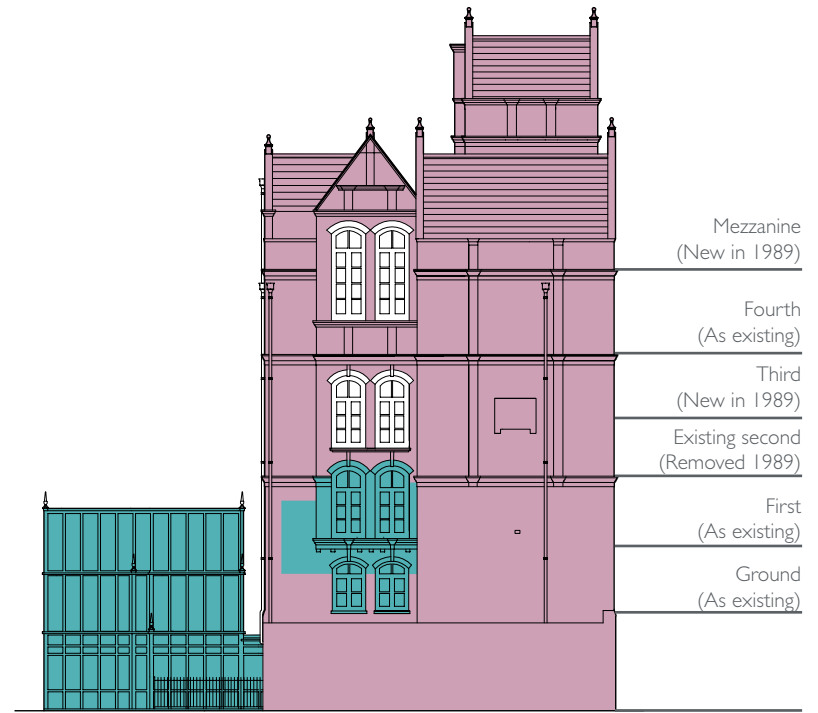 Mezzanine
(New in 1989)
Fourth
(As existing)
Third
(New in 1989)
Existing second
(Removed 1989)
First
(As existing)
Ground
(As existing)